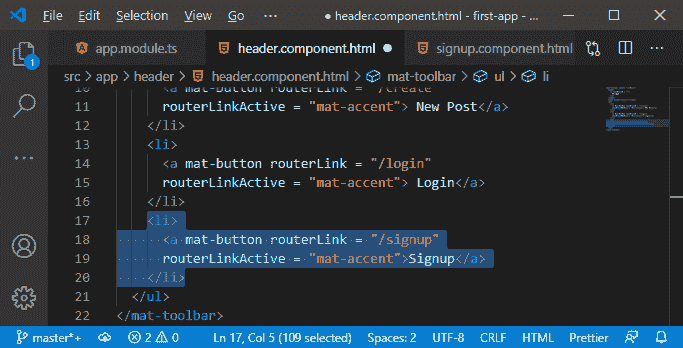 File Edit Selection View Go ... ● header.component.html - first-app - ...
app.module.ts header.component.html ● signup.component.html ...
1
src > app > header > header.component.html > mat-toolbar > ul > li
10 <a mat-button routerLink = "/create"
11 routerLinkActive = "mat-accent"> New Post</a>
12 </li>
13 <li>
14 <a mat-button routerLink = "/login"
15 routerLinkActive = "mat-accent"> Login</a>
16 </li>
17 <li>
18 <a mat-button routerLink = "/signup"
19 routerLinkActive = "mat-accent">Signup</a>
20 </li>
21 </ul>
22 </mat-toolbar>
master*+ 2 0 Ln 17, Col 5 (109 selected) Spaces: 2 UTF-8 CRLF HTML Prettier